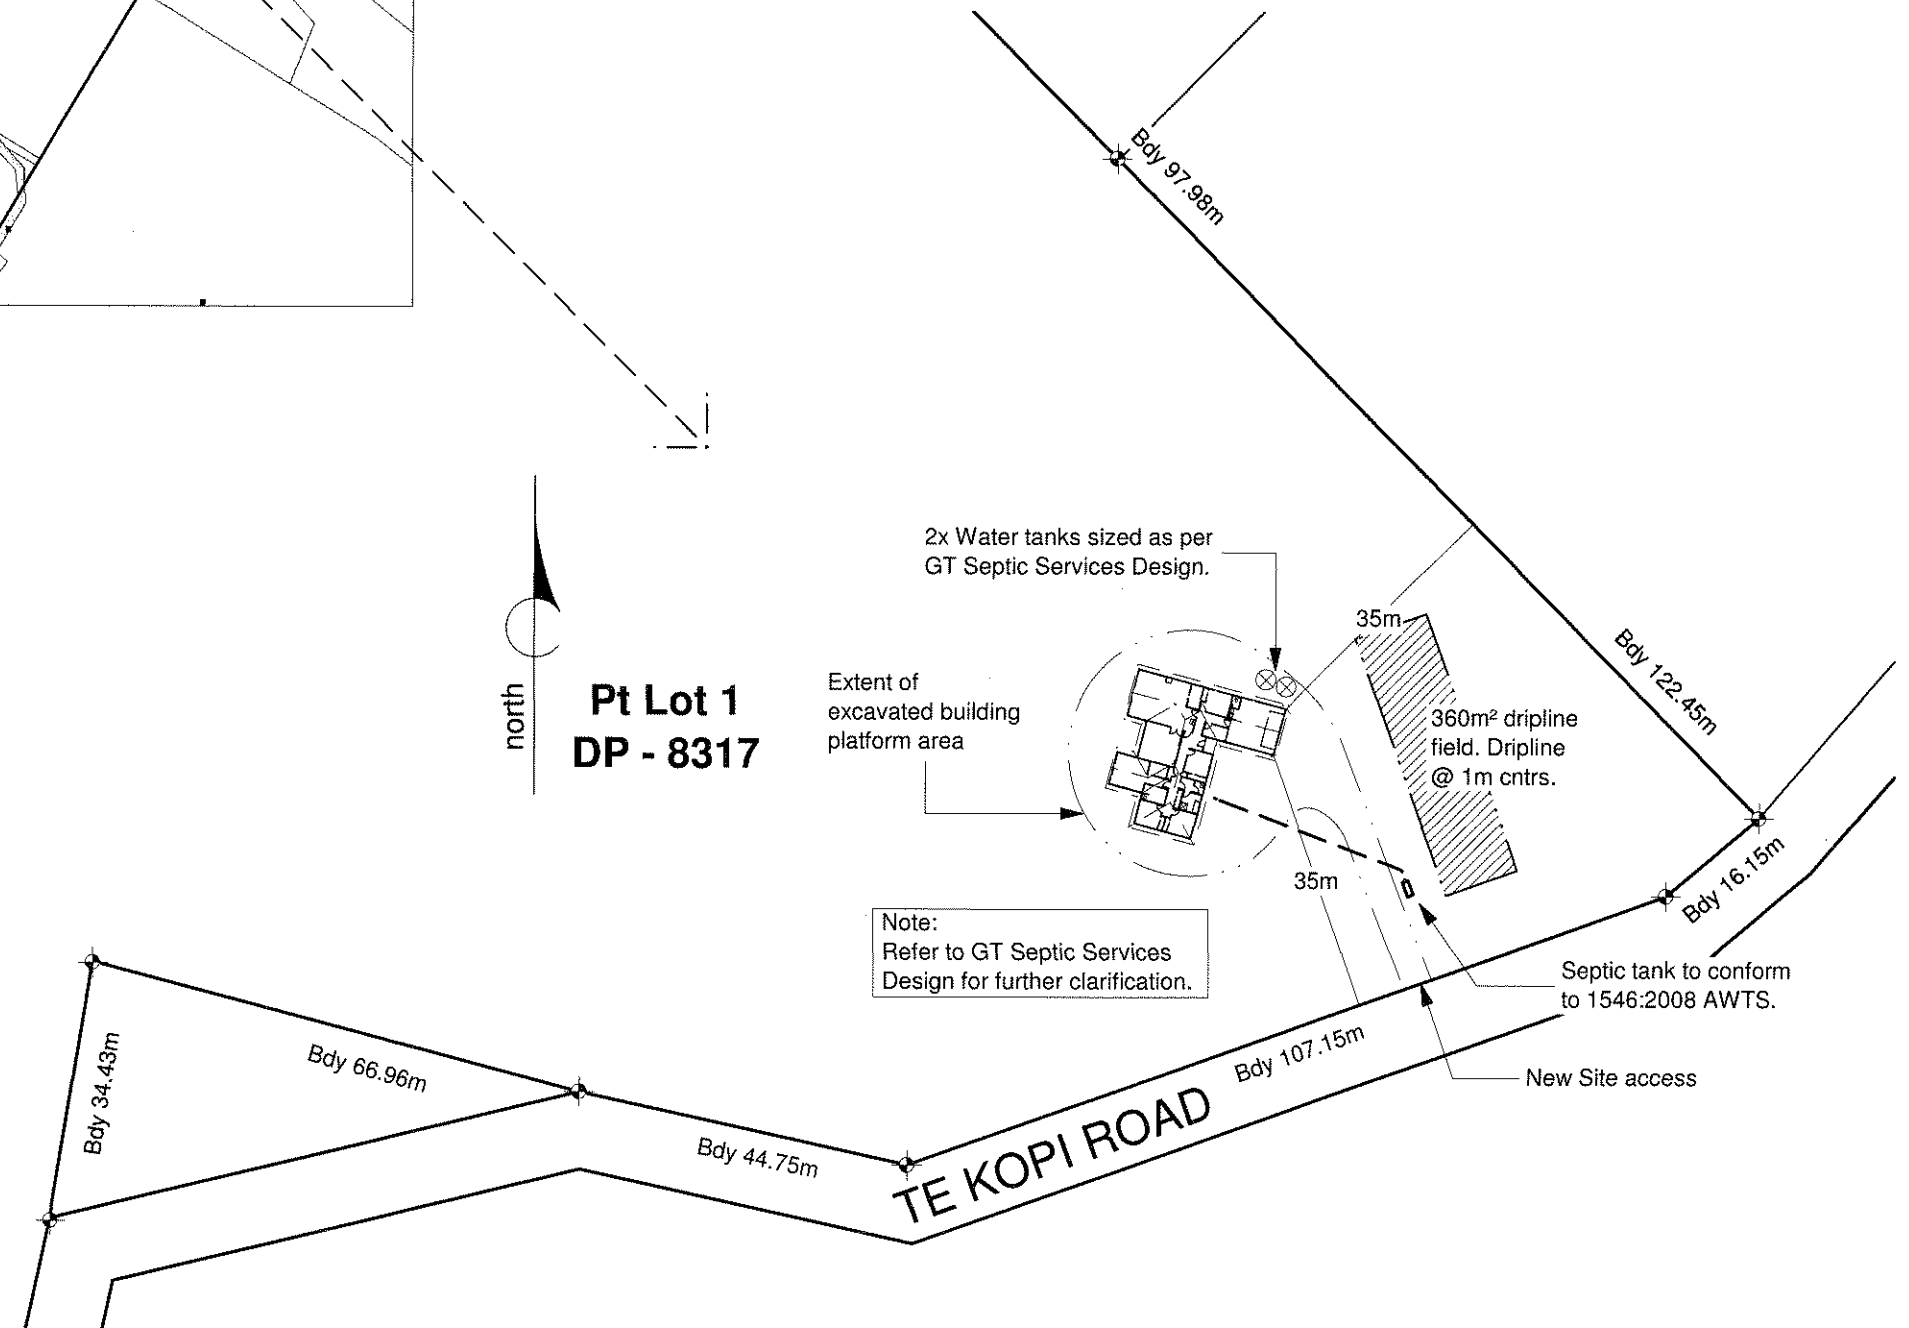 Bdy 97.98m
2x Water tanks sized as per
GT Septic Services Design.
35m
Bdy 122.45m
Extent of
excavated building
platform area
north
Pt Lot 1
DP - 8317
360m² dripline
field. Dripline
@ 1m cntrs.
35m
Bdy 16.15m
Note:
Refer to GT Septic Services
Design for further clarification.
Septic tank to conform
to 1546:2008 AWTS.
Bdy 34.43m
Bdy 66.96m
Bdy 44.75m
Bdy 107.15m
TE KOPI ROAD
New Site access